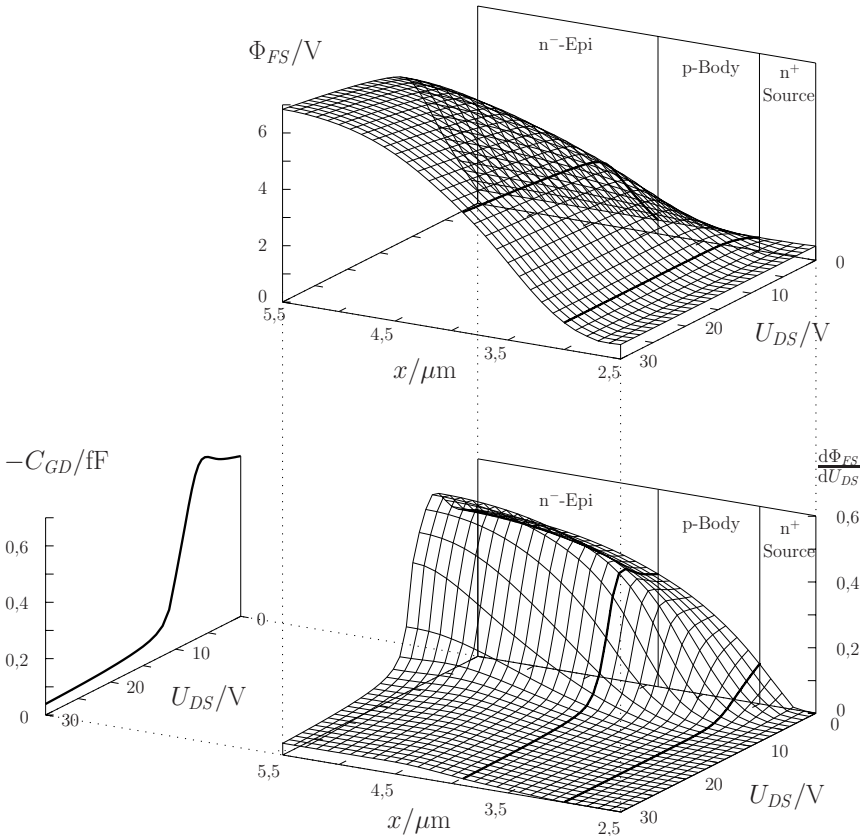 Φ_FS/V
n⁻-Epi
p-Body
n⁺
Source
6
4
2
0
5,5
4,5
3,5
2,5
x/μm
0
10
20
30
U_DS/V
−C_GD/fF
0,6
0,4
0,2
0
30
20
10
0
U_DS/V
n⁻-Epi
p-Body
n⁺
Source
dΦ_FS
dU_DS
0,6
0,4
0,2
0
0
10
20
30
U_DS/V
5,5
4,5
3,5
2,5
x/μm